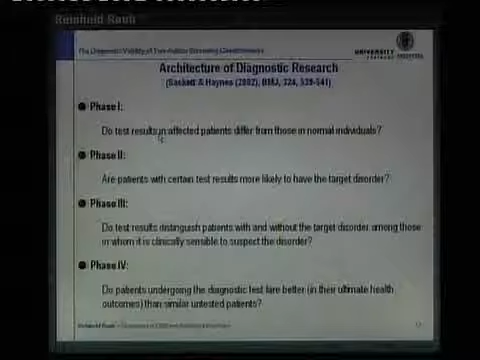 Reinhold Raub
The Diagnostic Validity of Two Autism Screening Questionnaires
UNIVERSITY
Architecture of Diagnostic Research
(Sackett & Haynes (2002), BMJ, 324, 539-541)
Phase I:
Do test results in affected patients differ from those in normal individuals?
Phase II:
Are patients with certain test results more likely to have the target disorder?
Phase III:
Do test results distinguish patients with and without the target disorder among those
in whom it is clinically sensible to suspect the disorder?
Phase IV:
Do patients undergoing the diagnostic test fare better (in their ultimate health
outcomes) than similar untested patients?